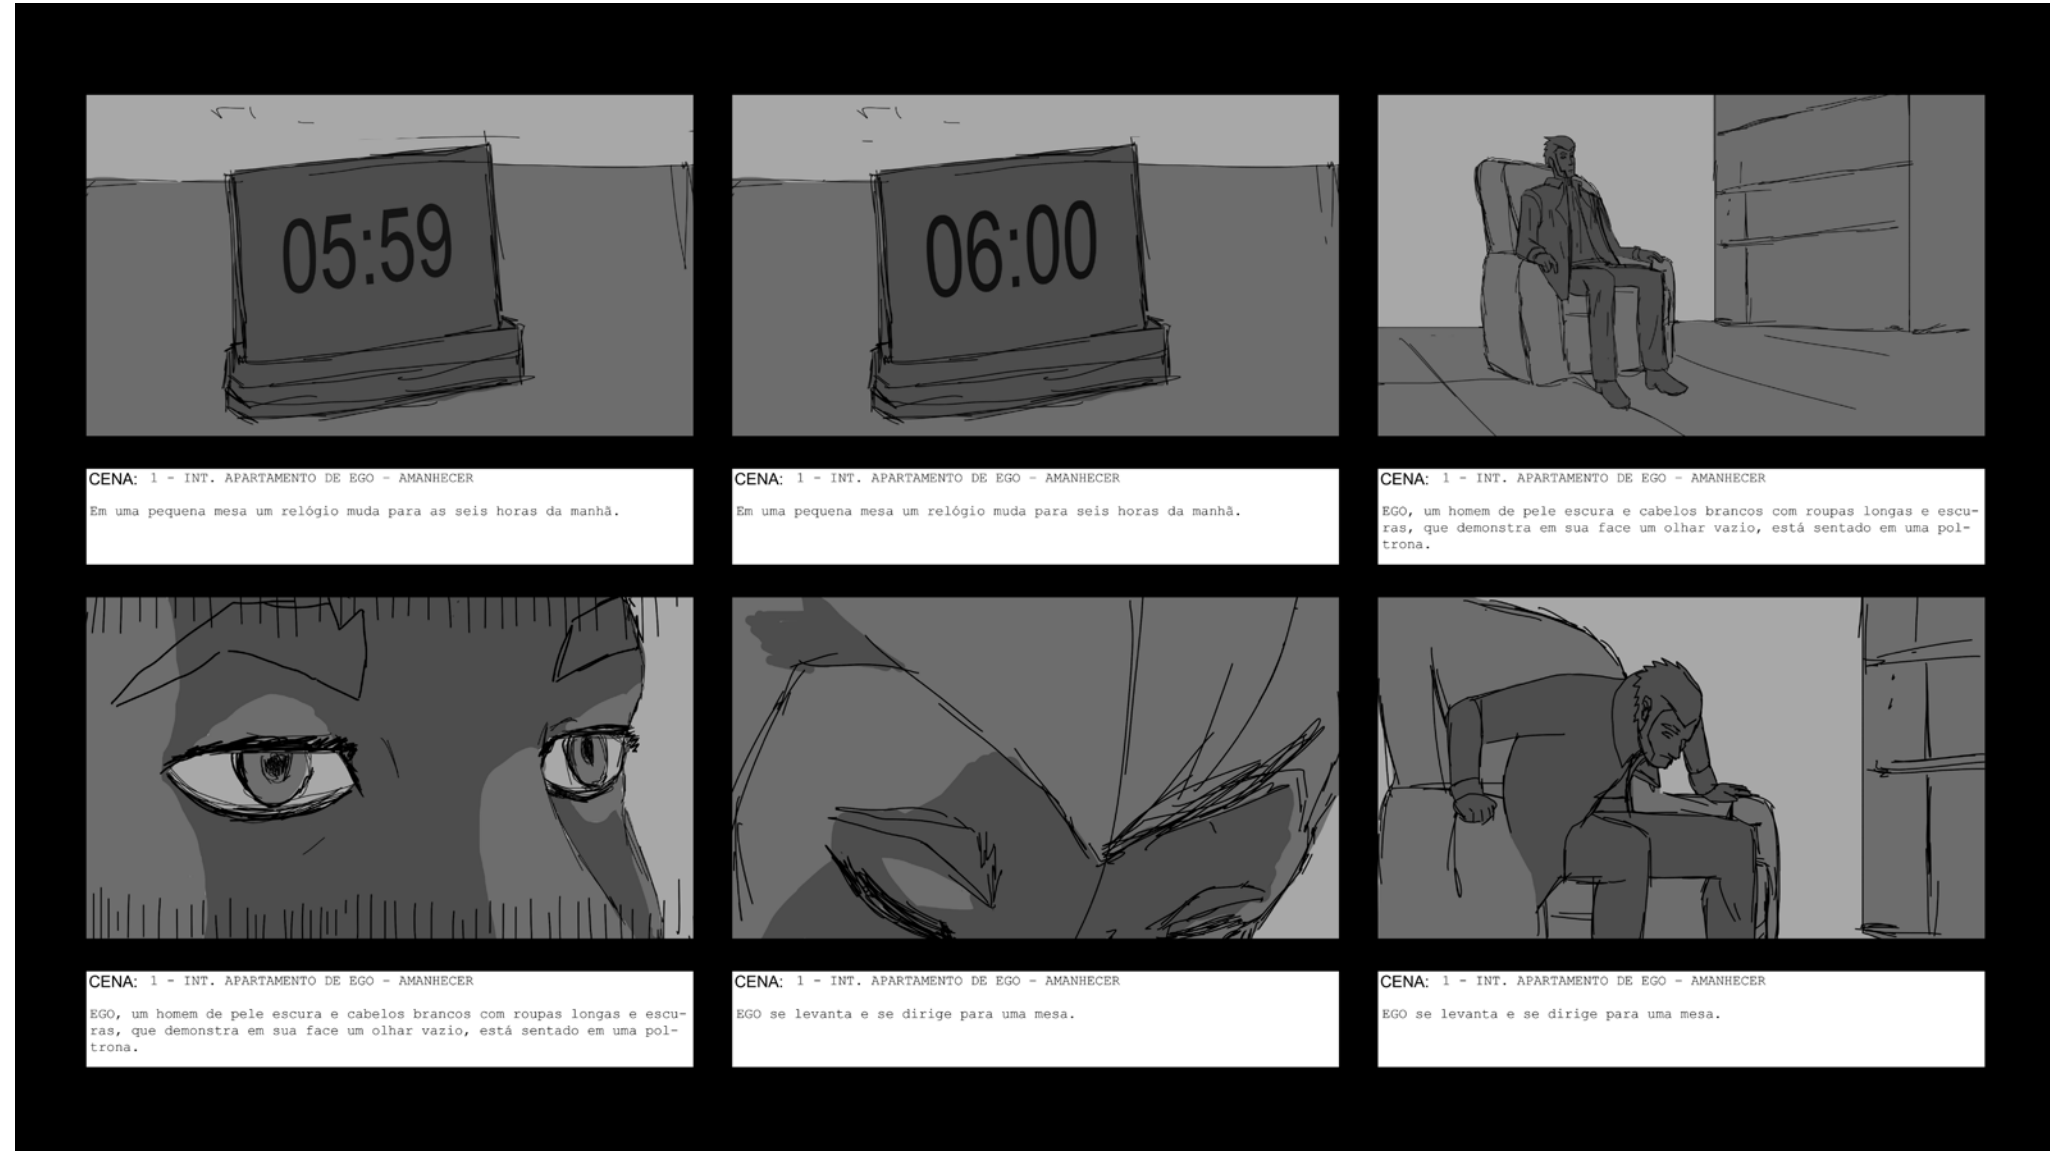 05:59
06:00
CENA: 1 - INT. APARTAMENTO DE EGO - AMANHECER
Em uma pequena mesa um relógio muda para as seis horas da manhã.
CENA: 1 - INT. APARTAMENTO DE EGO - AMANHECER
Em uma pequena mesa um relógio muda para seis horas da manhã.
CENA: 1 - INT. APARTAMENTO DE EGO - AMANHECER
EGO, um homem de pele escura e cabelos brancos com roupas longas e escu-
ras, que demonstra em sua face um olhar vazio, está sentado em uma pol-
trona.
CENA: 1 - INT. APARTAMENTO DE EGO - AMANHECER
EGO, um homem de pele escura e cabelos brancos com roupas longas e escu-
ras, que demonstra em sua face um olhar vazio, está sentado em uma pol-
trona.
CENA: 1 - INT. APARTAMENTO DE EGO - AMANHECER
EGO se levanta e se dirige para uma mesa.
CENA: 1 - INT. APARTAMENTO DE EGO - AMANHECER
EGO se levanta e se dirige para uma mesa.